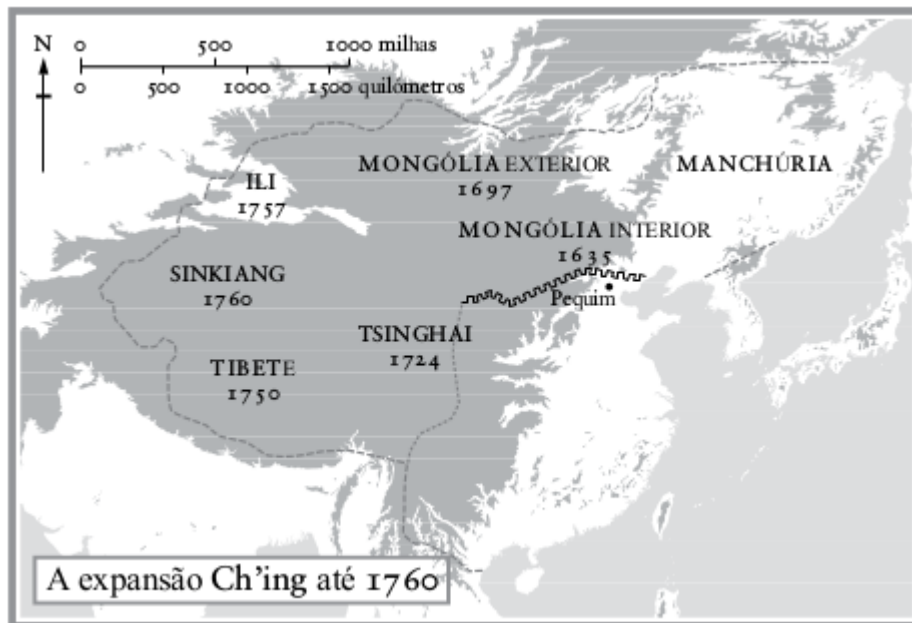 N
0 500 1000 milhas
0 500 1000 1500 quilómetros
MONGÓLIA EXTERIOR
1697
MANCHÚRIA
ILI
1757
MONGÓLIA INTERIOR
1635
SINKIANG
1760
Pequim
TSINGHAI
1724
TIBETE
1750
A expansão Ch'ing até 1760